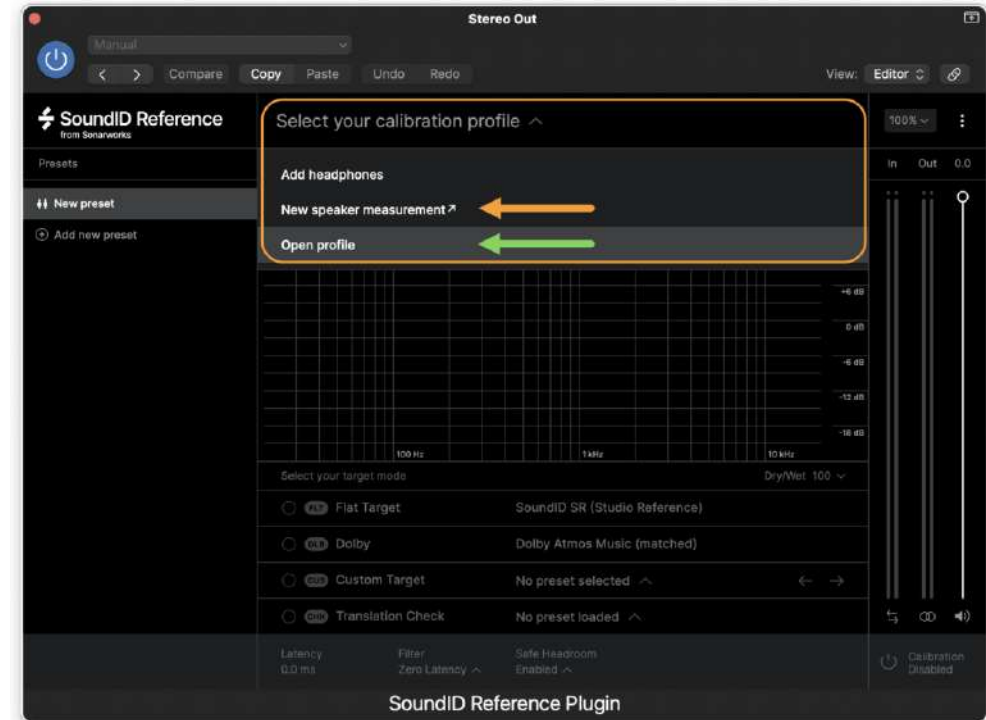 Stereo Out
Manual
Compare Copy Paste Undo Redo View: Editor
SoundID Reference
from Sonarworks
Select your calibration profile
100%
Presets
In Out 0.0
Add headphones
New preset
New speaker measurement↗
Add new preset
Open profile
+6 dB
0 dB
-6 dB
-12 dB
-18 dB
100 Hz 1 kHz 10 kHz
Select your target mode Dry/Wet 100
FLT Flat Target SoundID SR (Studio Reference)
DLB Dolby Dolby Atmos Music (matched)
CUS Custom Target No preset selected
CHK Translation Check No preset loaded
Latency Filter Safe Headroom
0.0 ms Zero Latency Enabled
Calibration
Disabled
SoundID Reference Plugin